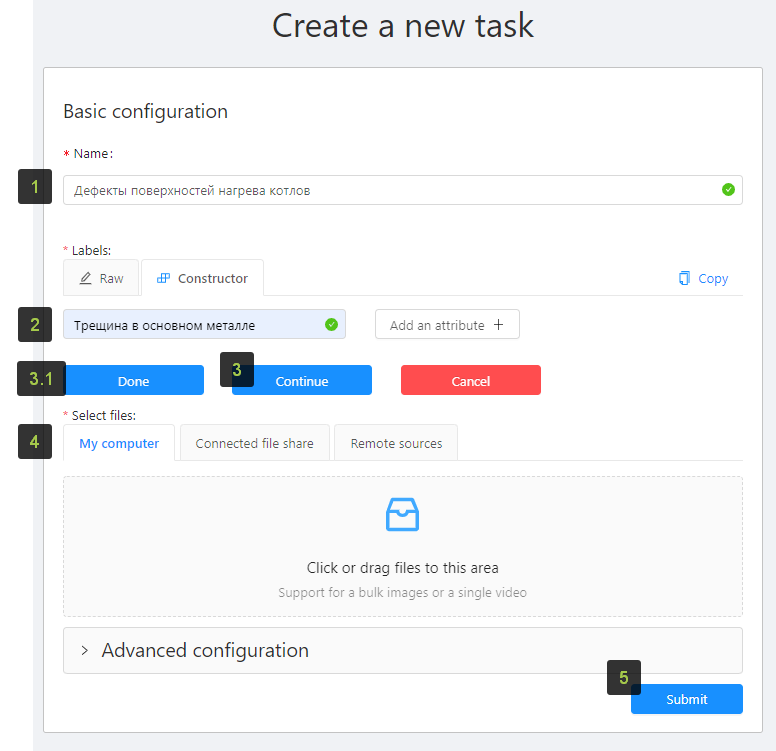 Create a new task
Basic configuration
* Name:
1
Дефекты поверхностей нагрева котлов
* Labels:
Raw
Constructor
Copy
2
Трещина в основном металле
Add an attribute +
3.1
Done
3
Continue
Cancel
* Select files:
4
My computer
Connected file share
Remote sources
Click or drag files to this area
Support for a bulk images or a single video
> Advanced configuration
5
Submit